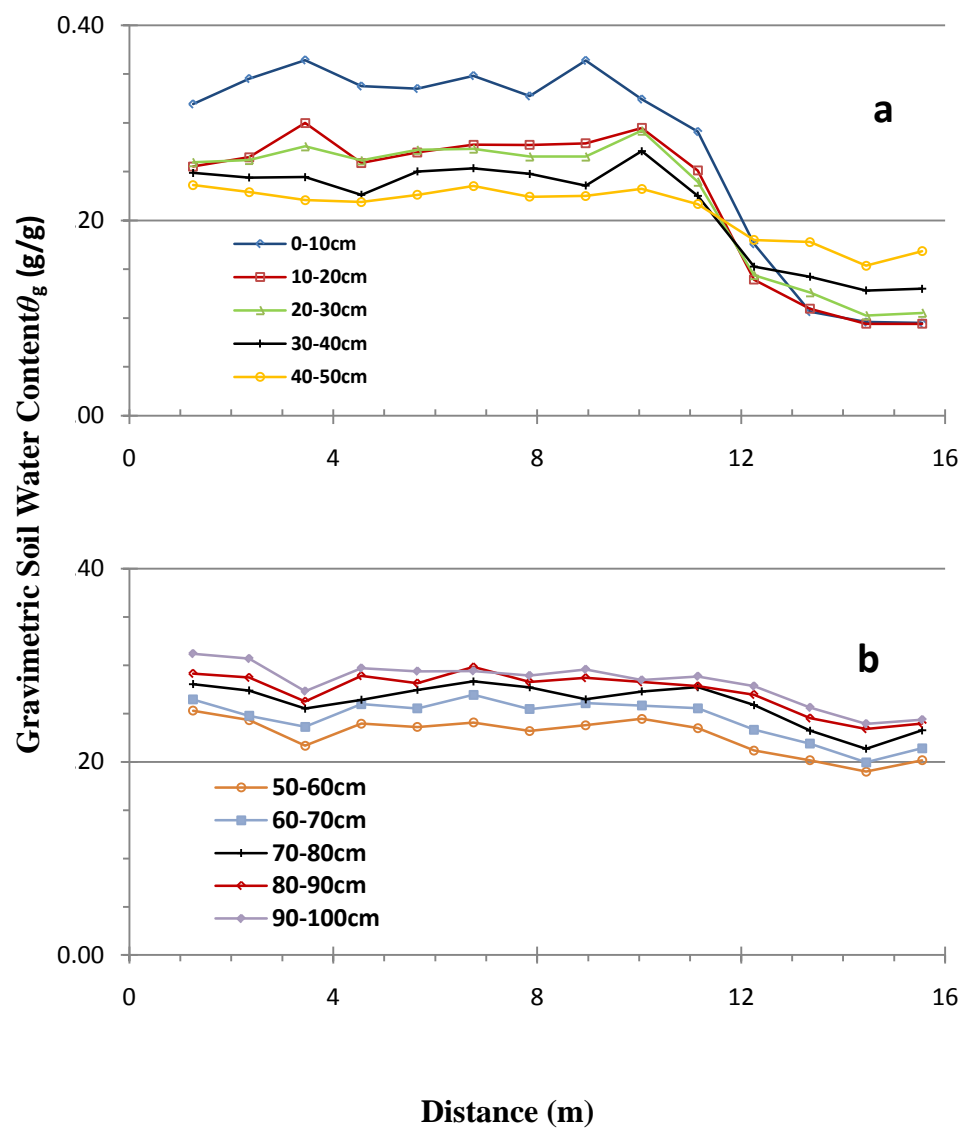 0.40
a
.20
0-10cm
10-20cm
20-30cm
30-40cm
40-50cm
.00
0 4 8 12 16
Gravimetric Soil Water Contentθg (g/g)
.40
b
.20
50-60cm
60-70cm
70-80cm
80-90cm
90-100cm
0.00
0 4 8 12 16
Distance (m)